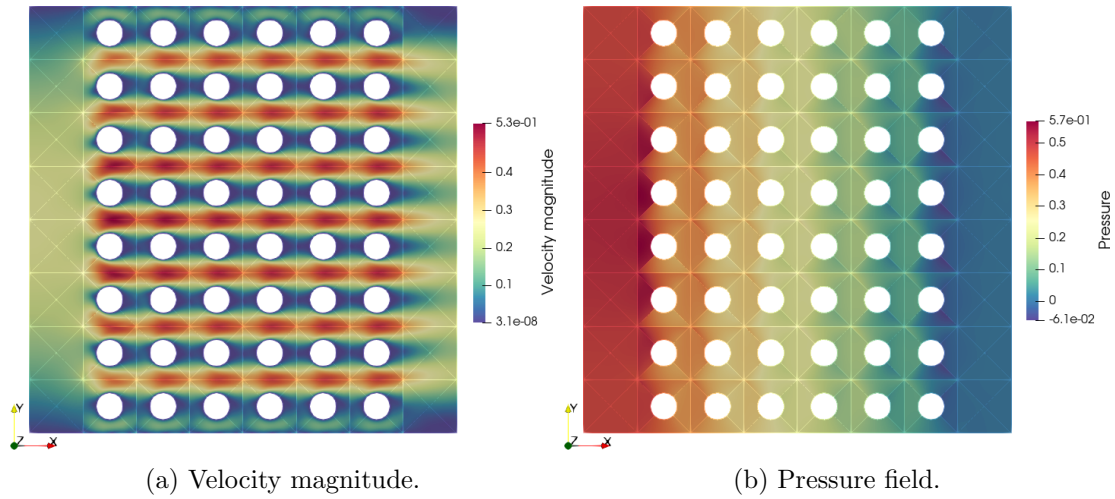 5.3e-01
0.4
0.3
0.2
0.1
3.1e-08
Velocity magnitude
Y
Z
X
(a) Velocity magnitude.
5.7e-01
0.5
0.4
0.3
0.2
0.1
0
-6.1e-02
Pressure
Y
Z
X
(b) Pressure field.